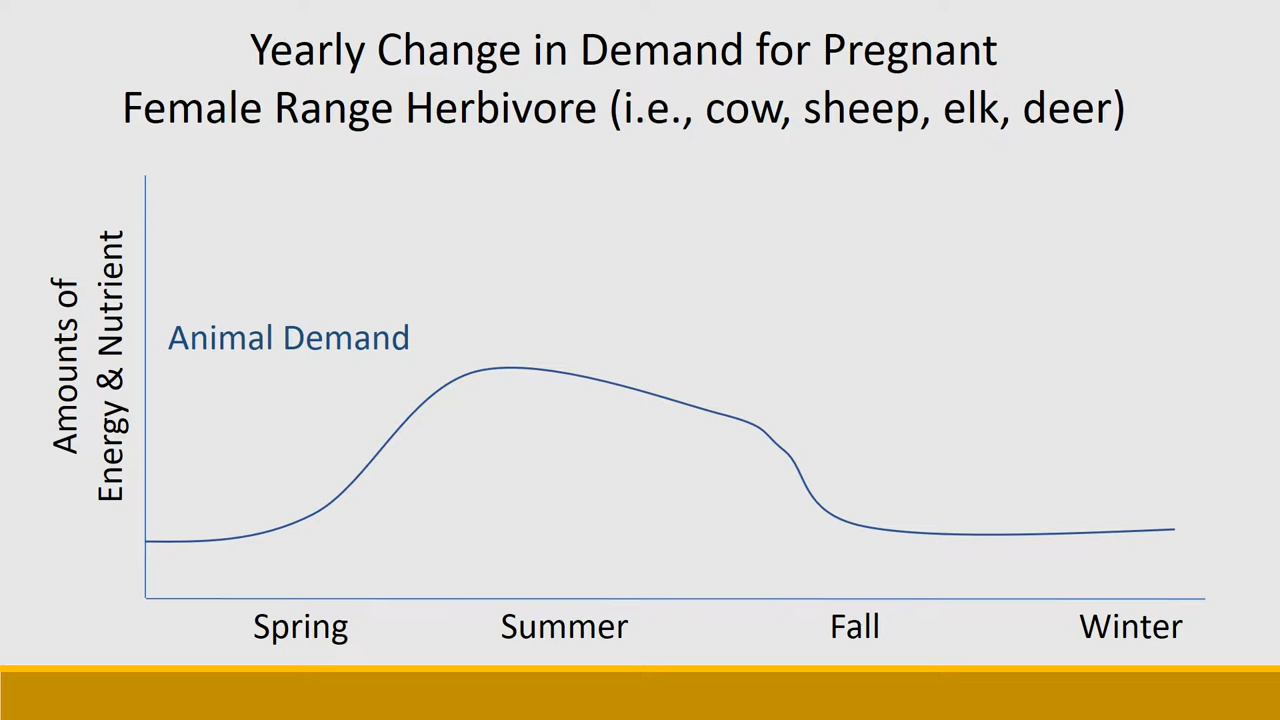 Yearly Change in Demand for Pregnant
Female Range Herbivore (i.e., cow, sheep, elk, deer)
Amounts of
Energy & Nutrient
Animal Demand
Spring
Summer
Fall
Winter